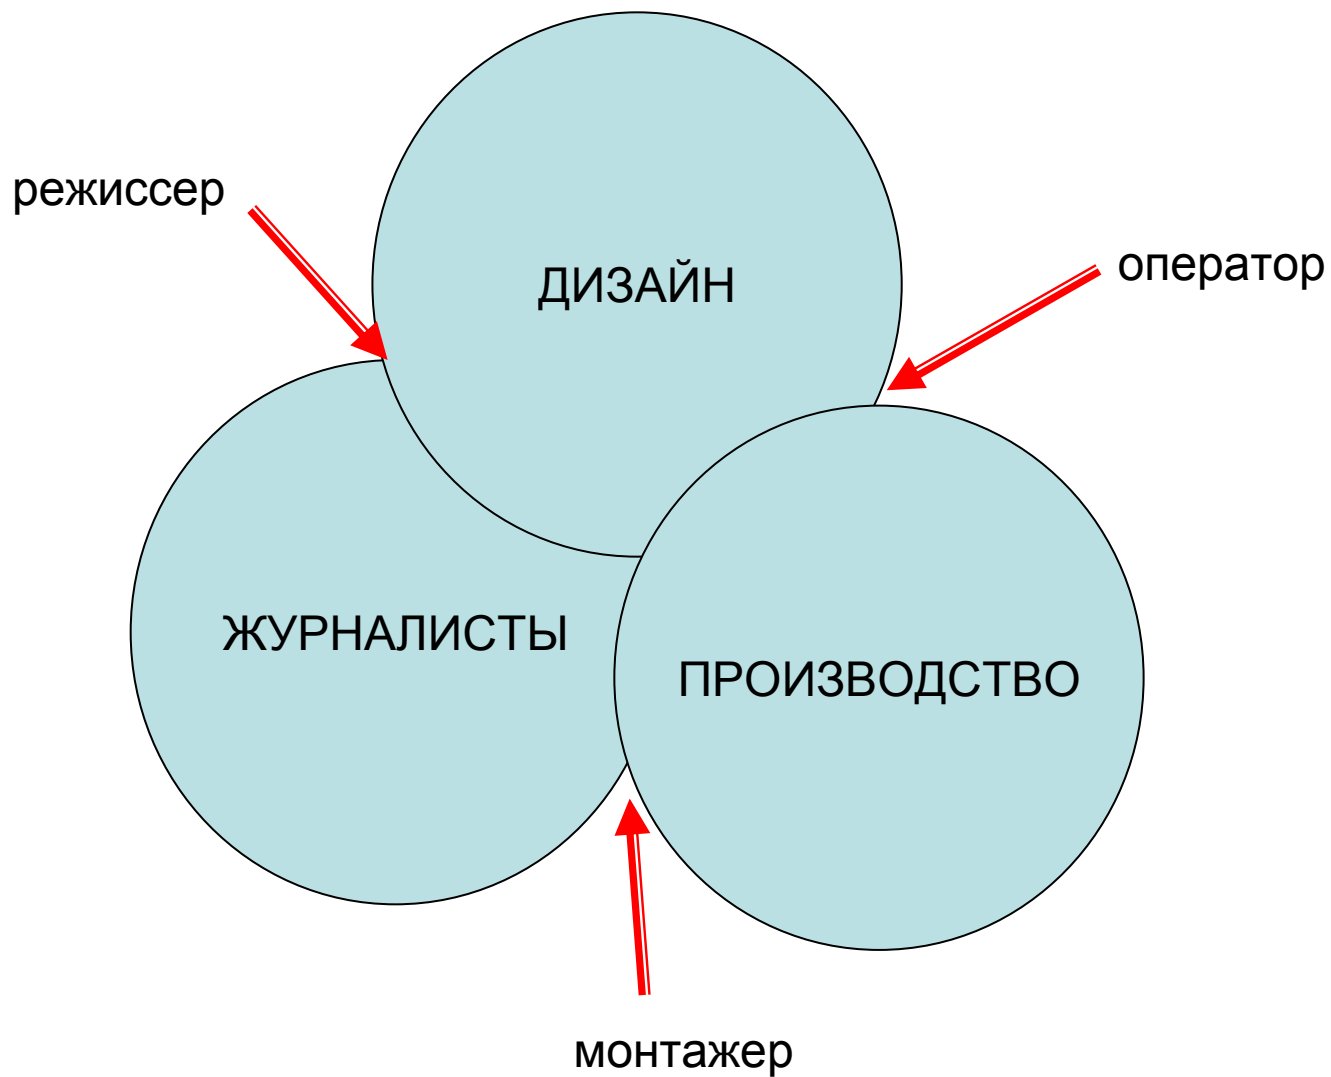 режиссер
оператор
ДИЗАЙН
ЖУРНАЛИСТЫ
ПРОИЗВОДСТВО
монтажер